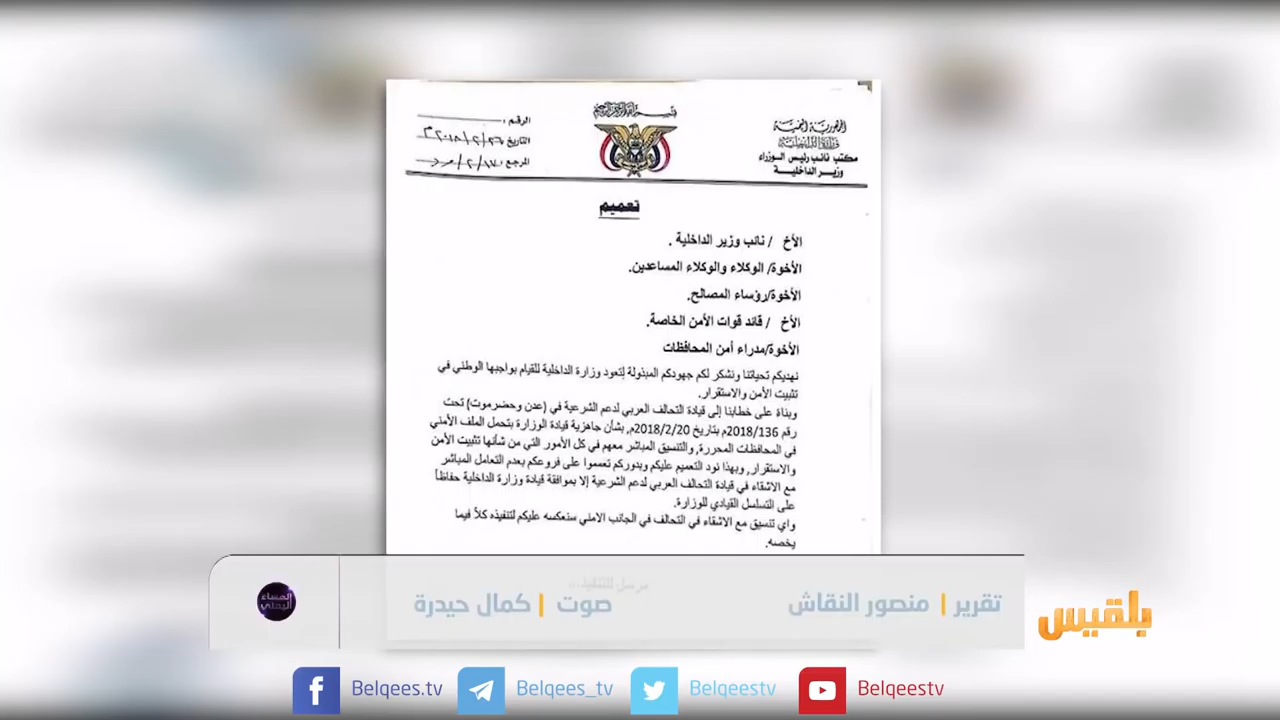 الجمهورية اليمنية
وزارة الداخلية
مكتب نائب رئيس الوزراء
وزير الداخلية
بسم الله الرحمن الرحيم
الرقم :
التاريخ
المرجع
تعميم
الأخ / نائب وزير الداخلية .
الأخوة/ الوكلاء والوكلاء المساعدين.
الأخوة/رؤساء المصالح.
الأخ / قائد قوات الأمن الخاصة.
الأخوة/مدراء أمن المحافظات
نهديكم تحياتنا ونشكر لكم جهودكم المبذولة لتعود وزارة الداخلية للقيام بواجبها الوطني في
تثبيت الأمن والاستقرار.
وبناة على خطابنا إلى قيادة التحالف العربي لدعم الشرعية في (عدن وحضرموت) تحت
رقم 2018/136م بتاريخ 2018/2/20م, بشأن جاهزية قيادة الوزارة بتحمل الملف الأمني
في المحافظات المحررة, والتنسيق المباشر معهم في كل الأمور التي من شأنها تثبيت الأمن
والاستقرار, وبهذا نود التعميم عليكم وبدوركم تعمموا على فروعكم بعدم التعامل المباشر
مع الاشقاء في قيادة التحالف العربي لدعم الشرعية إلا بموافقة قيادة وزارة الداخلية حفاظاً
على التسلسل القيادي للوزارة.
واي تنسيق مع الاشقاء في التحالف في الجانب الامني سنعكسه عليكم لتنفيذه كلاً فيما
يخصه.
مرسل للتنفيذ...
تقرير | منصور النقاش
صوت | كمال حيدرة
المساء اليمني
بلقيس
Belqees.tv
Belqees_tv
Belqeestv
Belqeestv